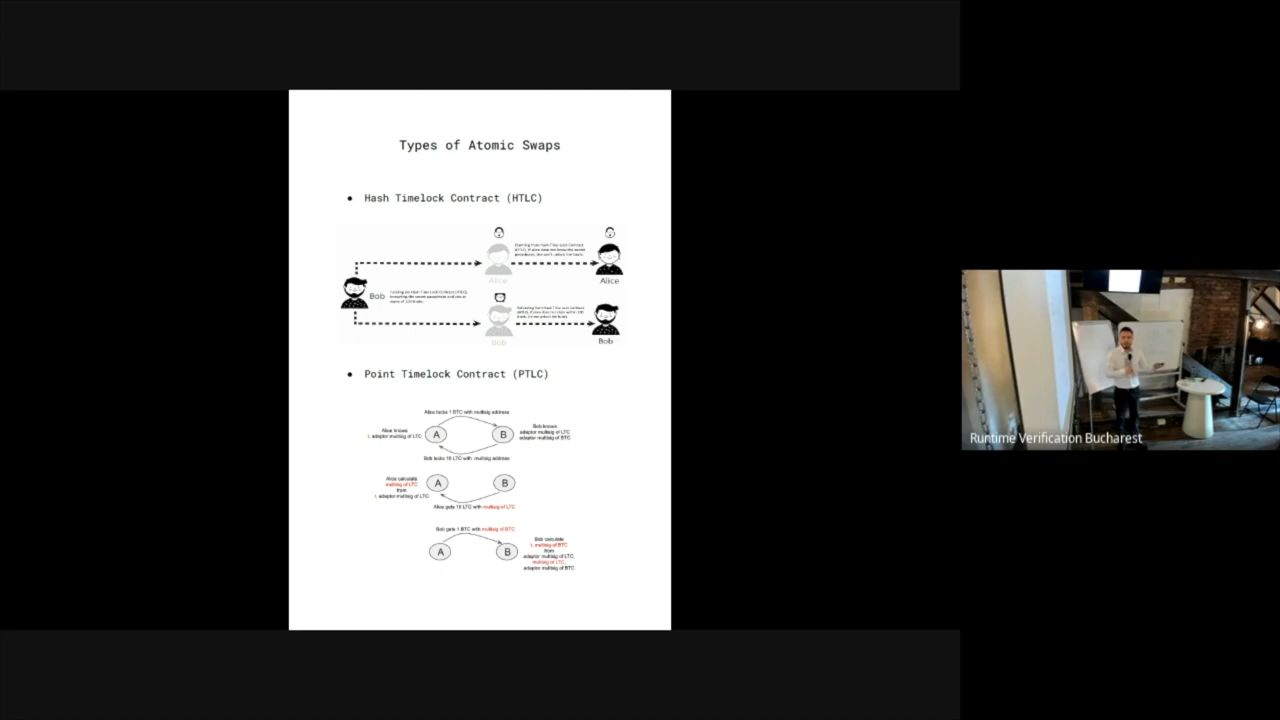 Types of Atomic Swaps
● Hash Timelock Contract (HTLC)
Alice
Alice
Bob
Bob
Bob
● Point Timelock Contract (PTLC)
Alice locks 1 BTC with multisig address
Alice knows
t, adaptor multisig of LTC
A
B
Bob knows
adaptor multisig of LTC
adaptor multisig of BTC
Bob locks 10 LTC with multisig address
Alice calculate
multisig of LTC
from
t, adaptor multisig of LTC
A
B
Alice gets 10 LTC with multisig of LTC
Bob gets 1 BTC with multisig of BTC
A
B
Bob calculate
t, multisig of BTC
from
adaptor multisig of LTC,
multisig of LTC,
adaptor multisig of BTC
Runtime Verification Bucharest